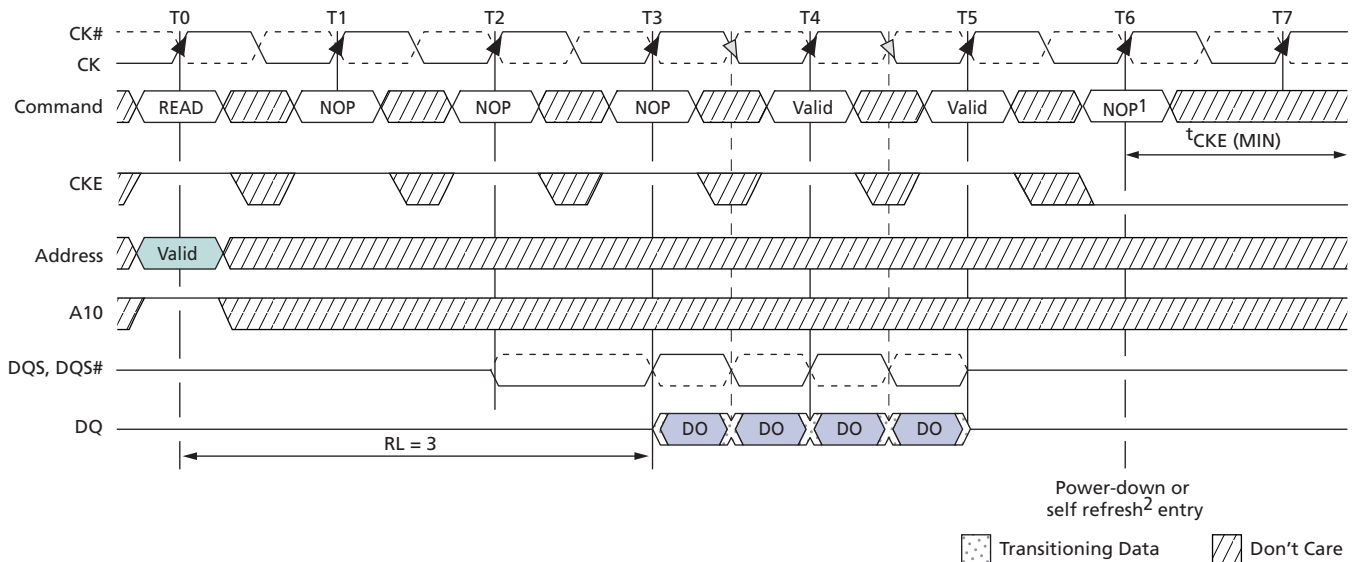 T0 T1 T2 T3 T4 T5 T6 T7
CK#
CK
Command READ NOP NOP NOP Valid Valid NOP1
tCKE (MIN)
CKE
Address Valid
A10
DQS, DQS#
DQ DO DO DO DO
RL = 3
Power-down or
self refresh2 entry
Transitioning Data Don't Care